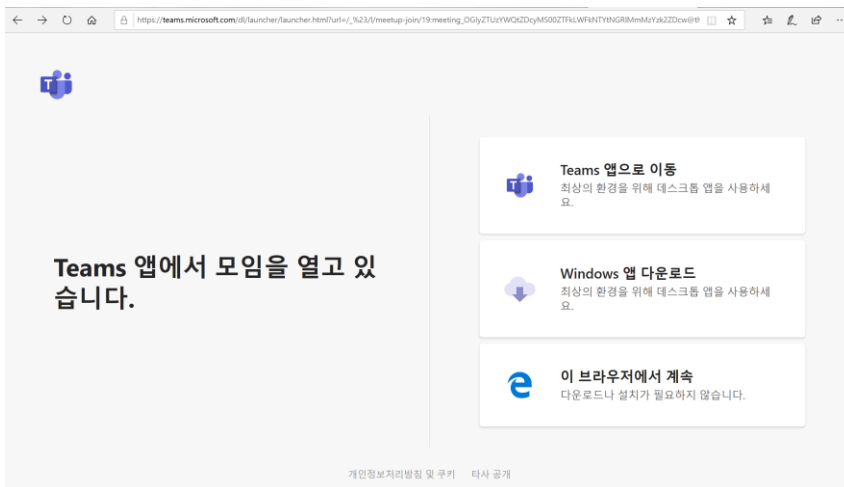 https://teams.microsoft.com/dl/launcher/launcher.html?url=/_%23/l/meetup-join/19:meeting_
Teams 앱에서 모임을 열고 있
습니다.
Teams 앱으로 이동
최상의 환경을 위해 데스크톱 앱을 사용하세
요.
Windows 앱 다운로드
최상의 환경을 위해 데스크톱 앱을 사용하세
요.
이 브라우저에서 계속
다운로드나 설치가 필요하지 않습니다.
개인정보처리방침 및 쿠키 타사 공개